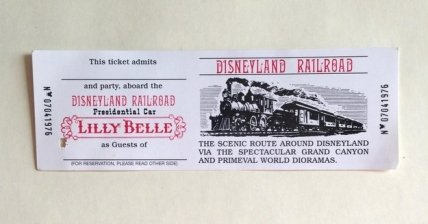 This ticket admits
and party, aboard the
DISNEYLAND RAILROAD
Presidential Car
LILLY BELLE
as Guests of
(FOR RESERVATION, PLEASE READ OTHER SIDE)
Nº 07041976
DISNEYLAND RAILROAD
THE SCENIC ROUTE AROUND DISNEYLAND
VIA THE SPECTACULAR GRAND CANYON
AND PRIMEVAL WORLD DIORAMAS.
Nº 07041976